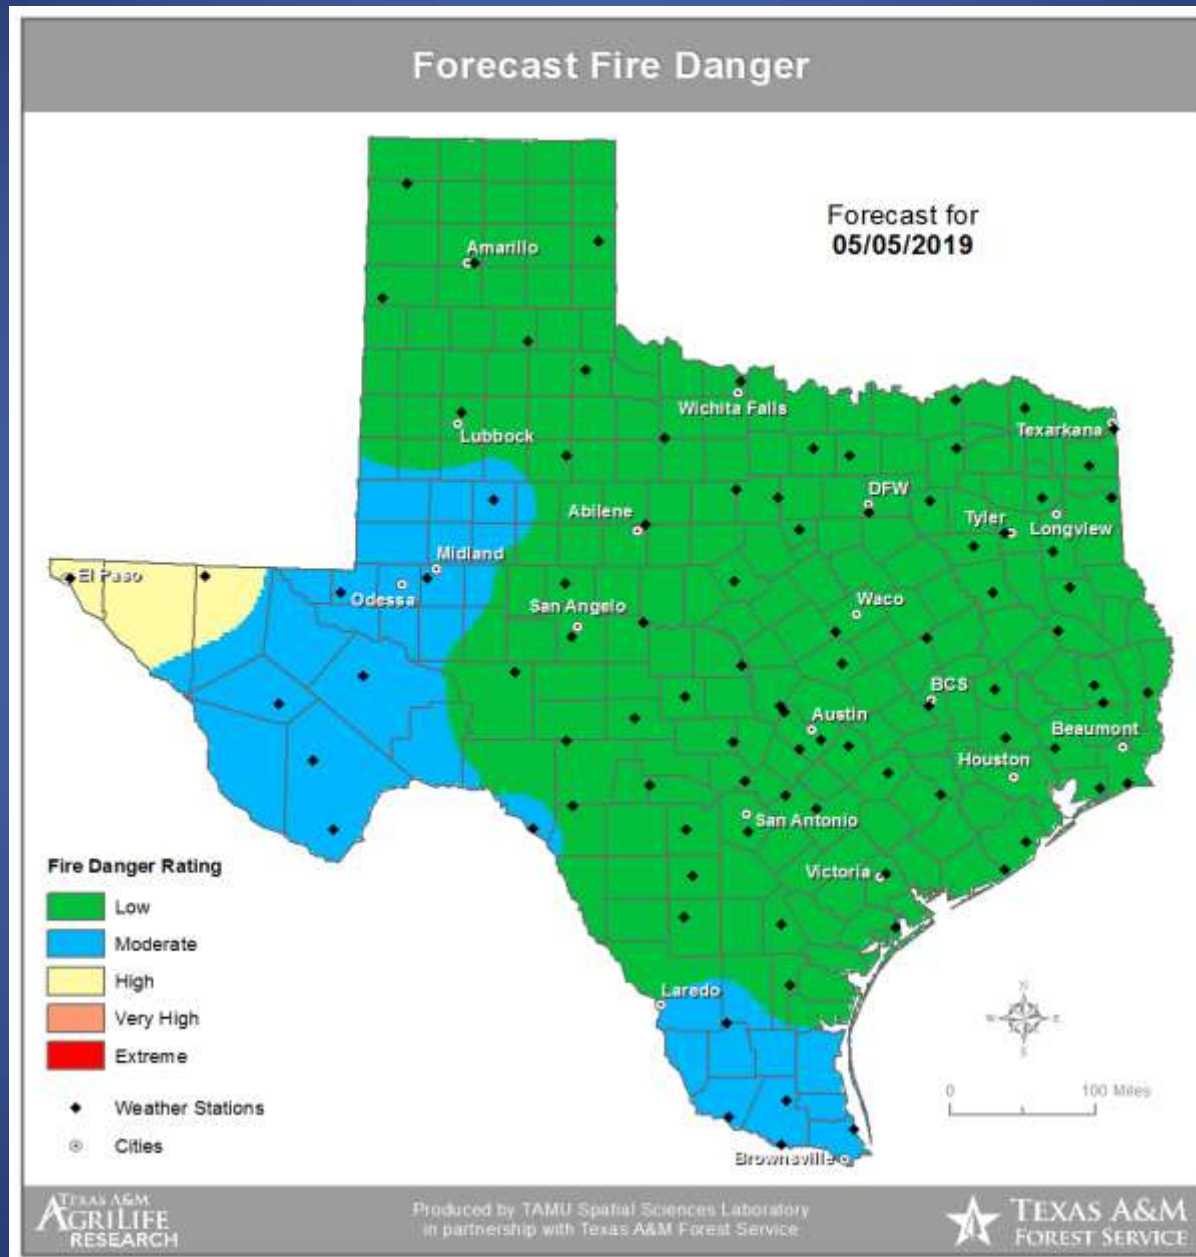 Forecast Fire Danger
Forecast for
05/05/2019
Amarillo
Wichita Falls
Lubbock
Texarkana
DFW
Abilene
Tyler
Longview
Midland
El Paso
Odessa
San Angelo
Waco
BCS
Austin
Beaumont
Houston
San Antonio
Victoria
Laredo
Brownsville
Fire Danger Rating
Low
Moderate
High
Very High
Extreme
Weather Stations
Cities
N
W E
S
0 100 Miles
TEXAS A&M
AGRILIFE
RESEARCH
Produced by TAMU Spatial Sciences Laboratory
in partnership with Texas A&M Forest Service
TEXAS A&M
FOREST SERVICE